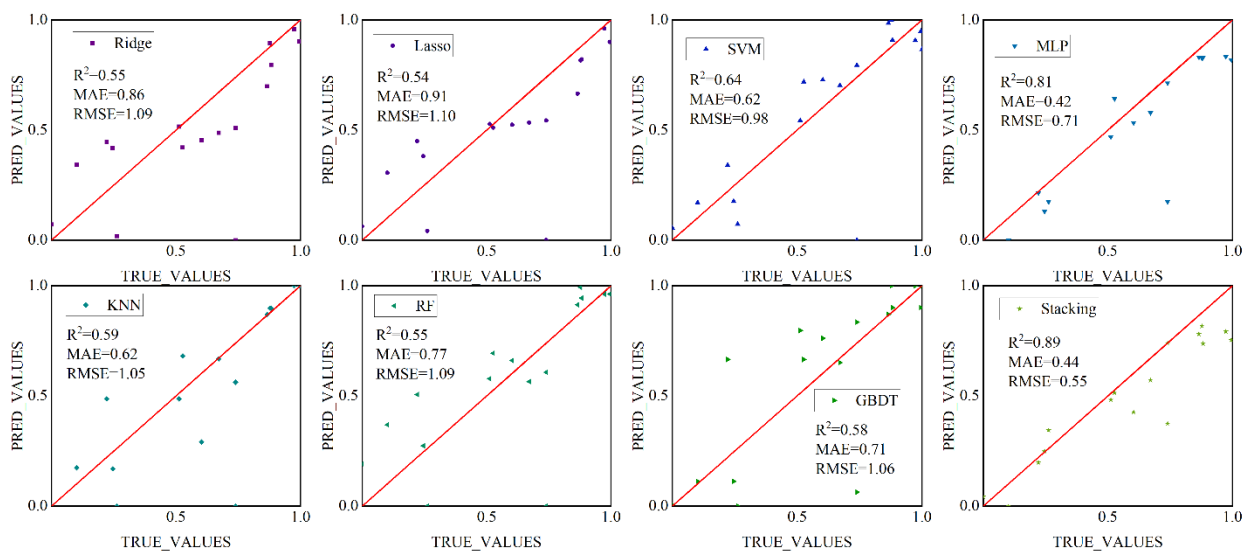 1.0
PRED_VALUES
0.5
0.0
Ridge
R²=0.55
MAE=0.86
RMSE=1.09
0.5
1.0
TRUE_VALUES
1.0
PRED_VALUES
0.5
0.0
Lasso
R²=0.54
MAE=0.91
RMSE=1.10
0.5
1.0
TRUE_VALUES
1.0
PRED_VALUES
0.5
0.0
SVM
R²=0.64
MAE=0.62
RMSE=0.98
0.5
1.0
TRUE_VALUES
1.0
PRED_VALUES
0.5
0.0
MLP
R²=0.81
MAE=0.42
RMSE=0.71
0.5
1.0
TRUE_VALUES
1.0
PRED_VALUES
0.5
0.0
KNN
R²=0.59
MAE=0.62
RMSE=1.05
0.5
1.0
TRUE_VALUES
1.0
PRED_VALUES
0.5
0.0
RF
R²=0.55
MAE=0.77
RMSE=1.09
0.5
1.0
TRUE_VALUES
1.0
PRED_VALUES
0.5
0.0
GBDT
R²=0.58
MAE=0.71
RMSE=1.06
0.5
1.0
TRUE_VALUES
1.0
PRED_VALUES
0.5
0.0
Stacking
R²=0.89
MAE=0.44
RMSE=0.55
0.5
1.0
TRUE_VALUES